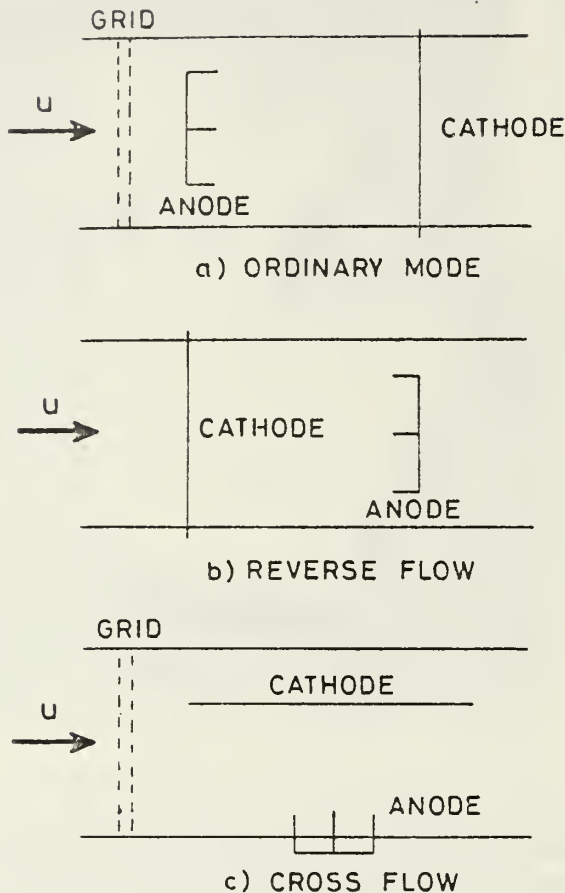 GRID
u
CATHODE
ANODE
a) ORDINARY MODE
u
CATHODE
ANODE
b) REVERSE FLOW
GRID
CATHODE
u
ANODE
c) CROSS FLOW